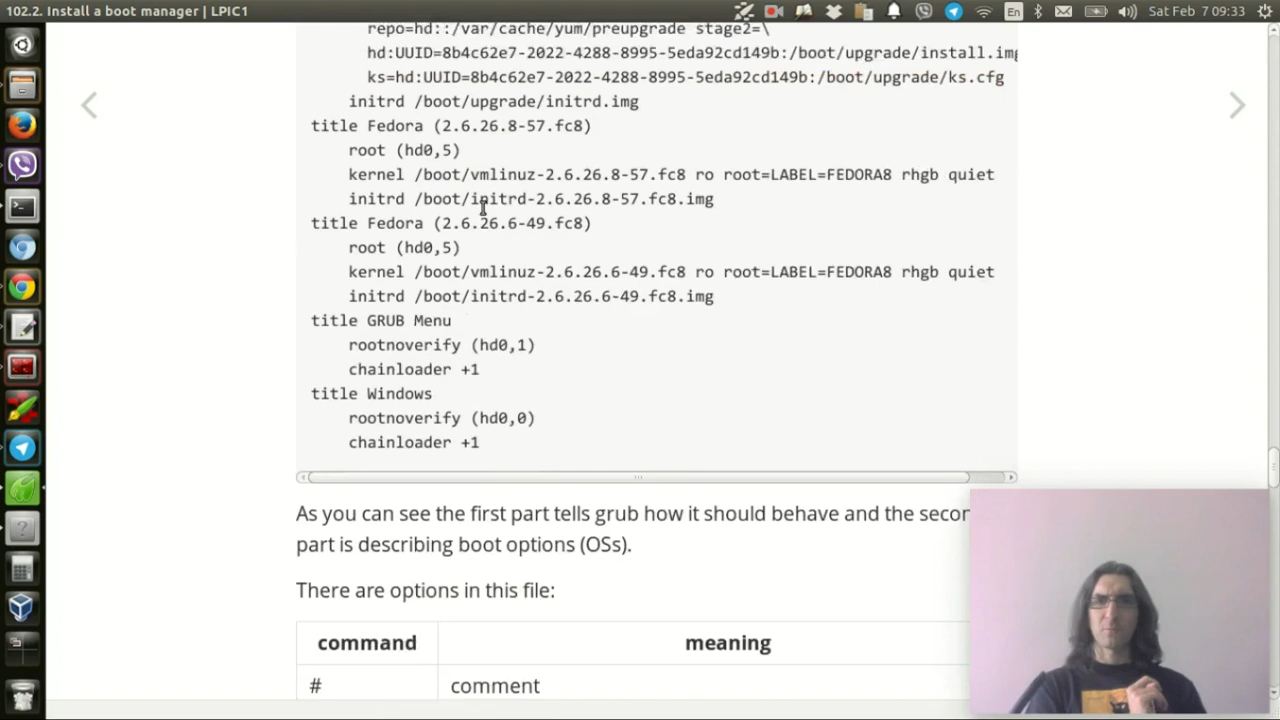 102.2. Install a boot manager | LPIC1
En
Sat Feb 7 09:33
repo=hd::/var/cache/yum/preupgrade stage2=\
hd:UUID=8b4c62e7-2022-4288-8995-5eda92cd149b:/boot/upgrade/install.img
ks=hd:UUID=8b4c62e7-2022-4288-8995-5eda92cd149b:/boot/upgrade/ks.cfg
initrd /boot/upgrade/initrd.img
title Fedora (2.6.26.8-57.fc8)
root (hd0,5)
kernel /boot/vmlinuz-2.6.26.8-57.fc8 ro root=LABEL=FEDORA8 rhgb quiet
initrd /boot/initrd-2.6.26.8-57.fc8.img
title Fedora (2.6.26.6-49.fc8)
root (hd0,5)
kernel /boot/vmlinuz-2.6.26.6-49.fc8 ro root=LABEL=FEDORA8 rhgb quiet
initrd /boot/initrd-2.6.26.6-49.fc8.img
title GRUB Menu
rootnoverify (hd0,1)
chainloader +1
title Windows
rootnoverify (hd0,0)
chainloader +1
As you can see the first part tells grub how it should behave and the secon
part is describing boot options (OSs).
There are options in this file:
command meaning
# comment